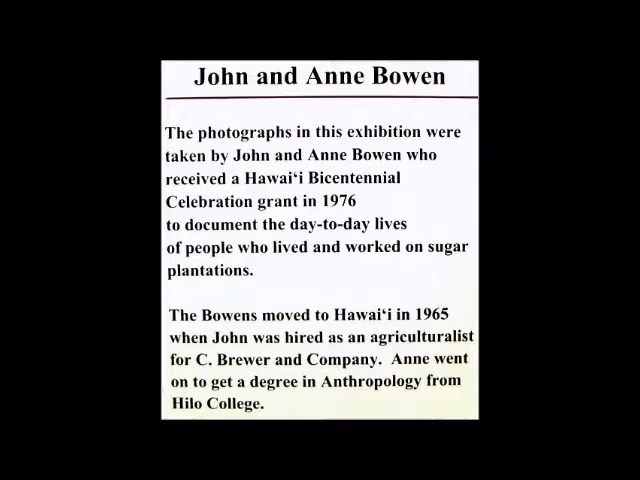 John and Anne Bowen
The photographs in this exhibition were
taken by John and Anne Bowen who
received a Hawai‘i Bicentennial
Celebration grant in 1976
to document the day-to-day lives
of people who lived and worked on sugar
plantations.
The Bowens moved to Hawai‘i in 1965
when John was hired as an agriculturalist
for C. Brewer and Company. Anne went
on to get a degree in Anthropology from
Hilo College.